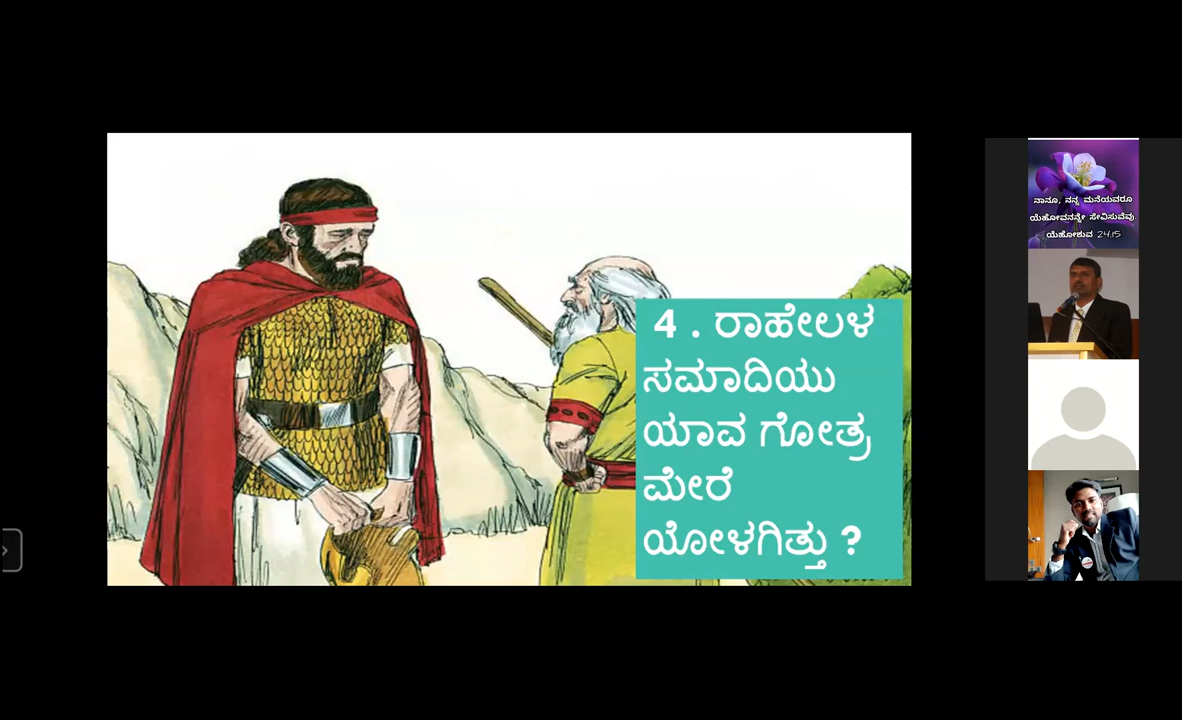 4 . ರಾಹೇಲಳ
ಸಮಾದಿಯು
ಯಾವ ಗೋತ್ರ
ಮೇರೆ
ಯೋಳಗಿತ್ತು ?
ನಾನೂ, ನನ್ನ ಮನೆಯವರೂ
ಯೆಹೋವನನ್ನೇ ಸೇವಿಸುವೆವು.
ಯೆಹೋಶುವ 24:15